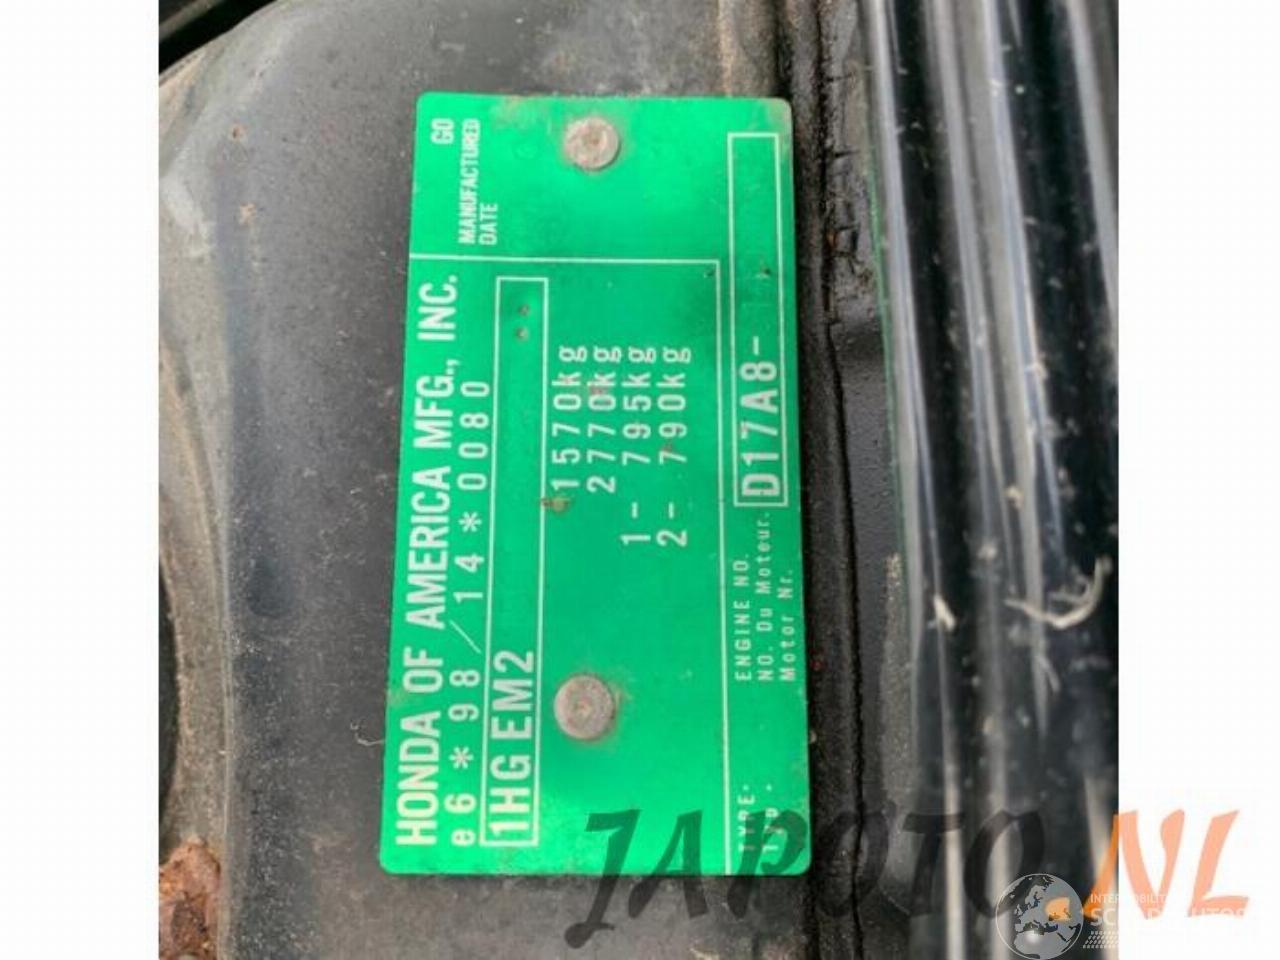 HONDA OF AMERICA MFG., INC.
e6*98/14*0080
1HGEM2
1570kg
2770kg
1- 795kg
2- 790kg
GO
MANUFACTURED
DATE
ENGINE NO.
NO. Du Moteur.
Motor Nr.
D17A8-
TYPE.
JAPOTO.NL